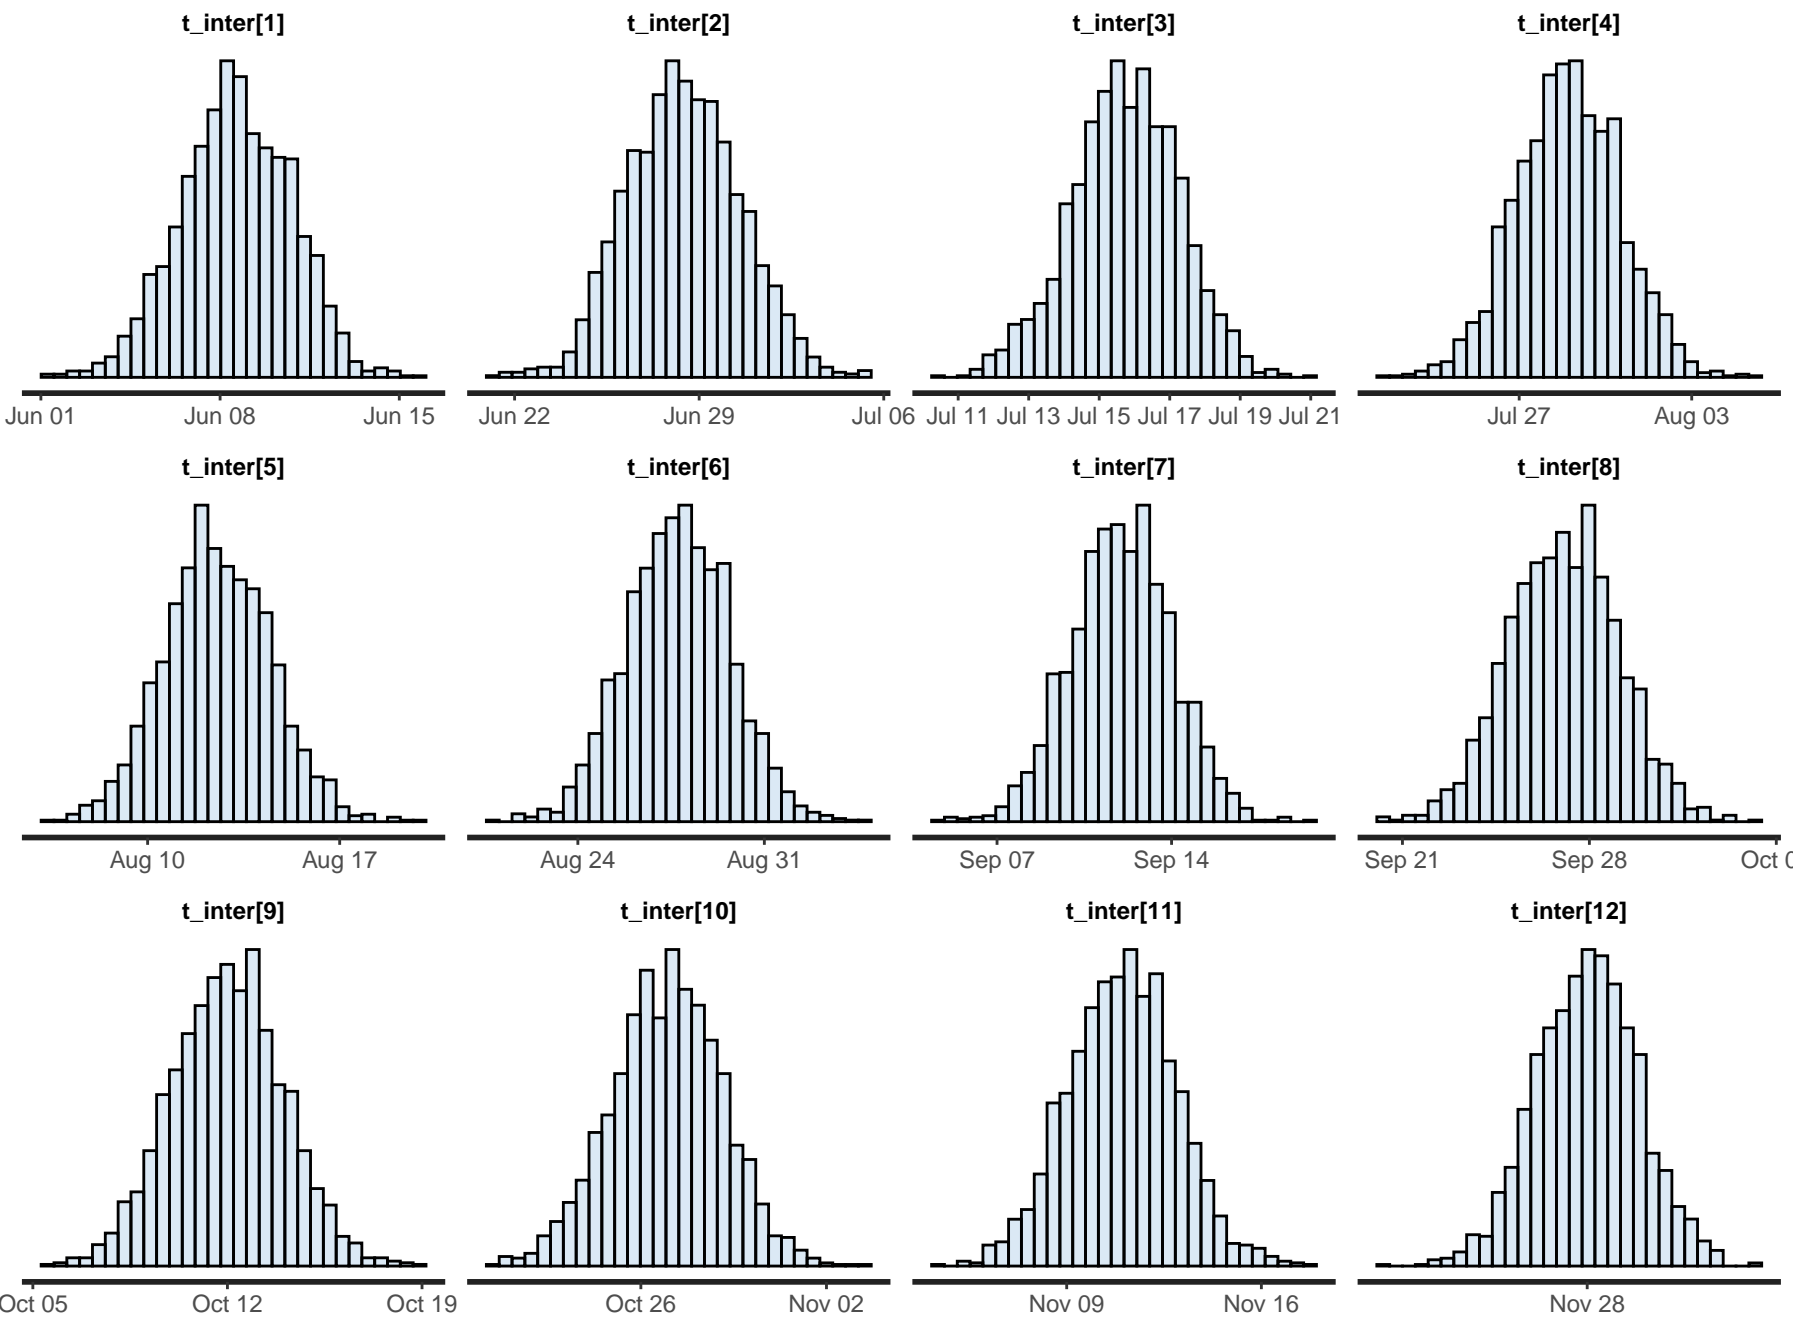 t_inter[1] t_inter[2] t_inter[3] t_inter[4]
Jun 01 Jun 08 Jun 15 Jun 22 Jun 29 Jul 06 Jul 11 Jul 13 Jul 15 Jul 17 Jul 19 Jul 21 Jul 27 Aug 03
t_inter[5] t_inter[6] t_inter[7] t_inter[8]
Aug 10 Aug 17 Aug 24 Aug 31 Sep 07 Sep 14 Sep 21 Sep 28 Oct
t_inter[9] t_inter[10] t_inter[11] t_inter[12]
Oct 05 Oct 12 Oct 19 Oct 26 Nov 02 Nov 09 Nov 16 Nov 28